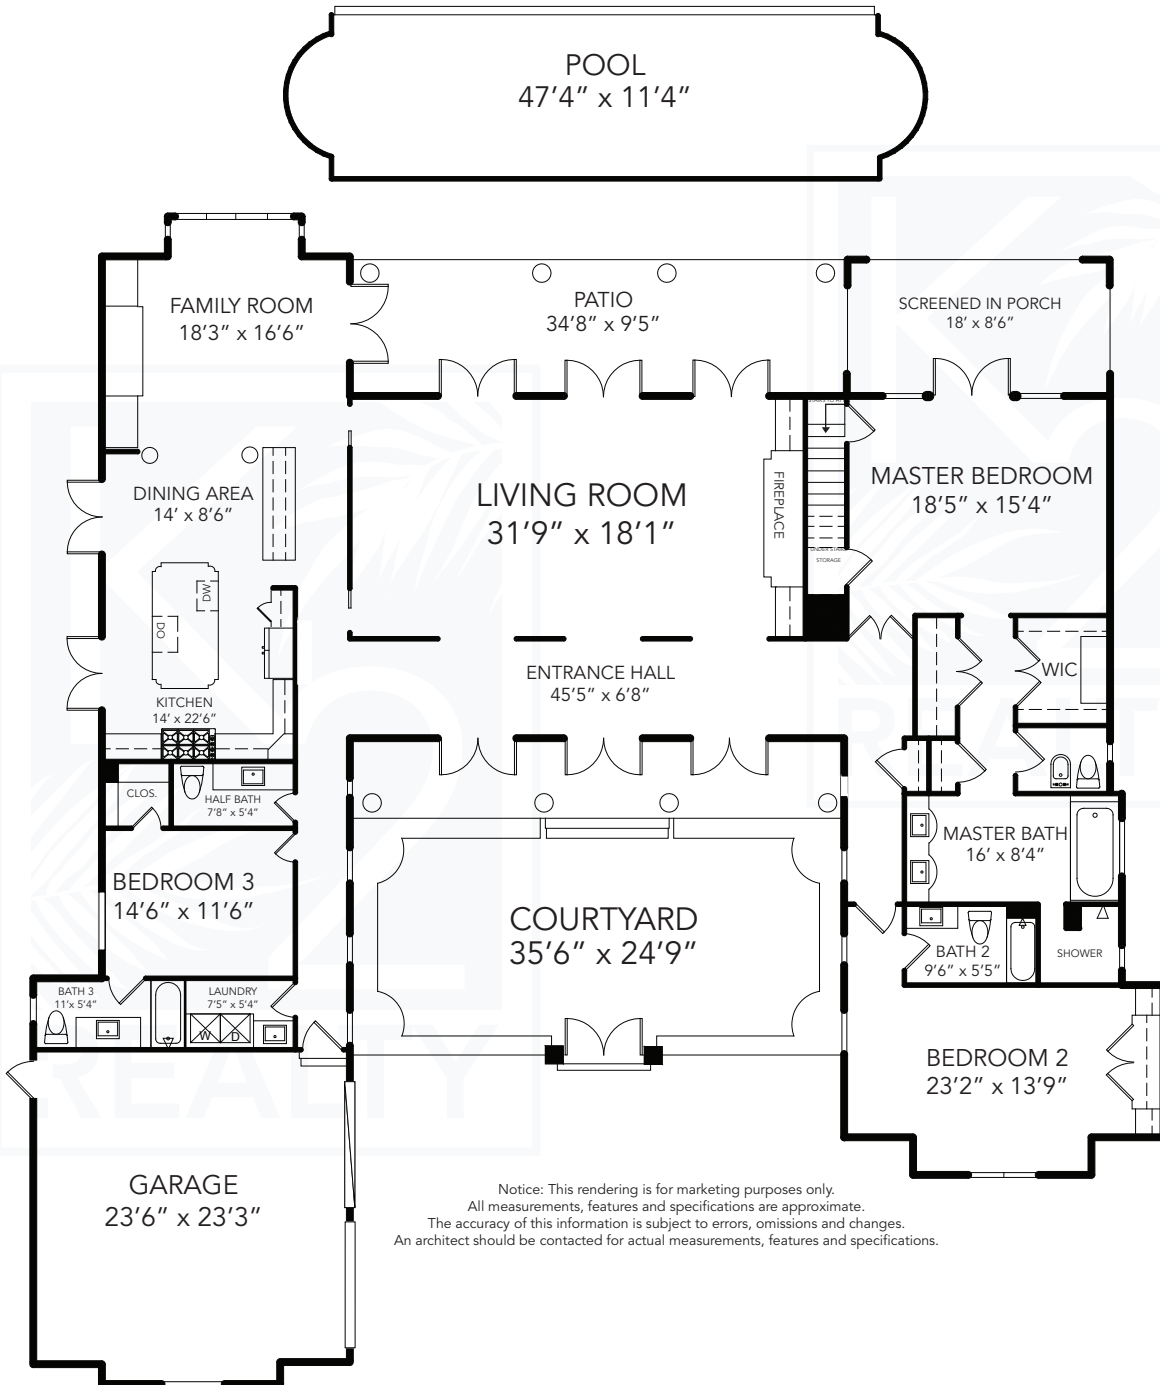 POOL
47'4" x 11'4"
FAMILY ROOM
18'3" x 16'6"
PATIO
34'8" x 9'5"
SCREENED IN PORCH
18' x 8'6"
DINING AREA
14' x 8'6"
LIVING ROOM
31'9" x 18'1"
FIREPLACE
UNDER STAIRS
STORAGE
MASTER BEDROOM
18'5" x 15'4"
DW
DO
KITCHEN
14' x 22'6"
ENTRANCE HALL
45'5" x 6'8"
WIC
CLOS.
HALF BATH
7'8" x 5'4"
MASTER BATH
16' x 8'4"
BEDROOM 3
14'6" x 11'6"
COURTYARD
35'6" x 24'9"
BATH 2
9'6" x 5'5"
SHOWER
BATH 3
11'x 5'4"
LAUNDRY
7'5" x 5'4"
W
D
BEDROOM 2
23'2" x 13'9"
GARAGE
23'6" x 23'3"
Notice: This rendering is for marketing purposes only.
All measurements, features and specifications are approximate.
The accuracy of this information is subject to errors, omissions and changes.
An architect should be contacted for actual measurements, features and specifications.
REALTY